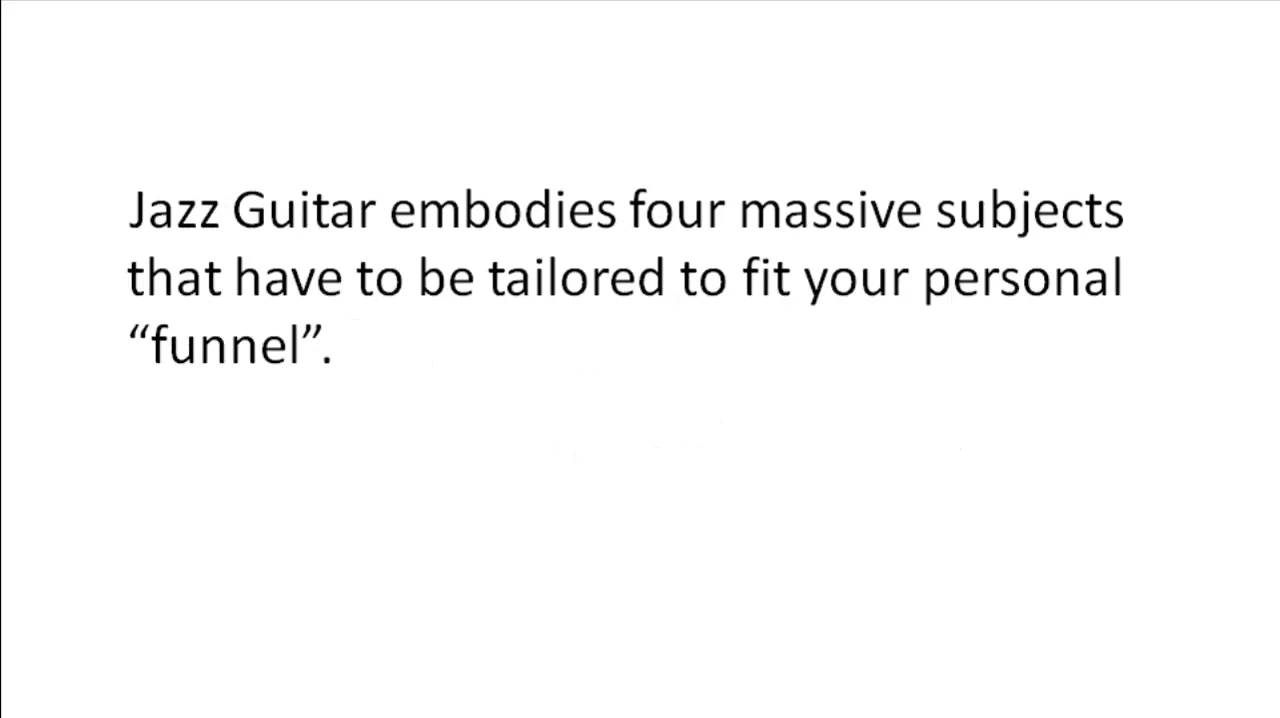 Jazz Guitar embodies four massive subjects
that have to be tailored to fit your personal
“funnel”.